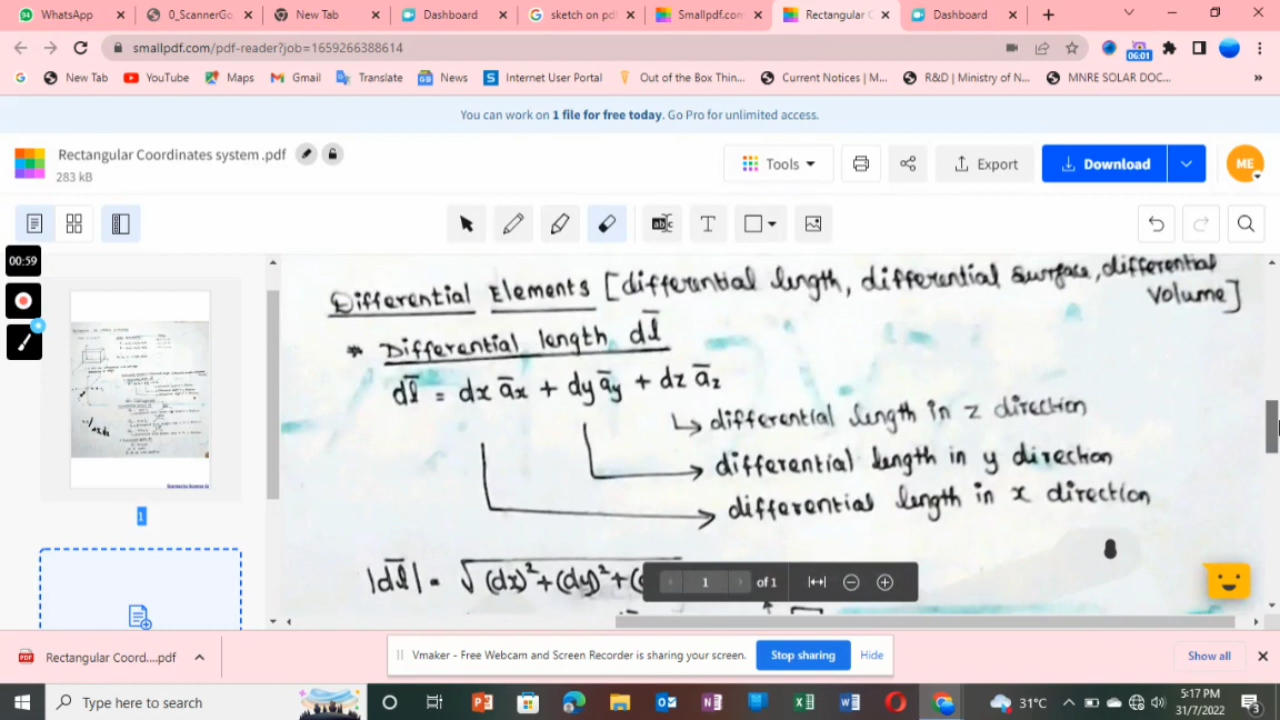 WhatsApp
0_ScannerGo
New Tab
Dashboard
sketch on pd
Smallpdf.com
Rectangular C
Dashboard
smallpdf.com/pdf-reader?job=1659266388614
06:01
New Tab
YouTube
Maps
Gmail
Translate
News
Internet User Portal
Out of the Box Thin...
Current Notices | M...
R&D | Ministry of N...
MNRE SOLAR DOC...
You can work on 1 file for free today. Go Pro for unlimited access.
Rectangular Coordinates system .pdf
283 kB
Tools
Export
Download
ME
abc
T
00:59
Differential Elements [differential length, differential surface, differential
volume]
* Differential length dl̅
dl̅ = dx a̅x + dy a̅y + dz a̅z
↳ differential length in z direction
differential length in y direction
differential length in x direction
|dl̅| = √(dx)²+(dy)²+(
1 of 1
1
Rectangular Coord....pdf
Vmaker - Free Webcam and Screen Recorder is sharing your screen.
Stop sharing
Hide
Show all
Type here to search
31°C
5:17 PM
31/7/2022
3